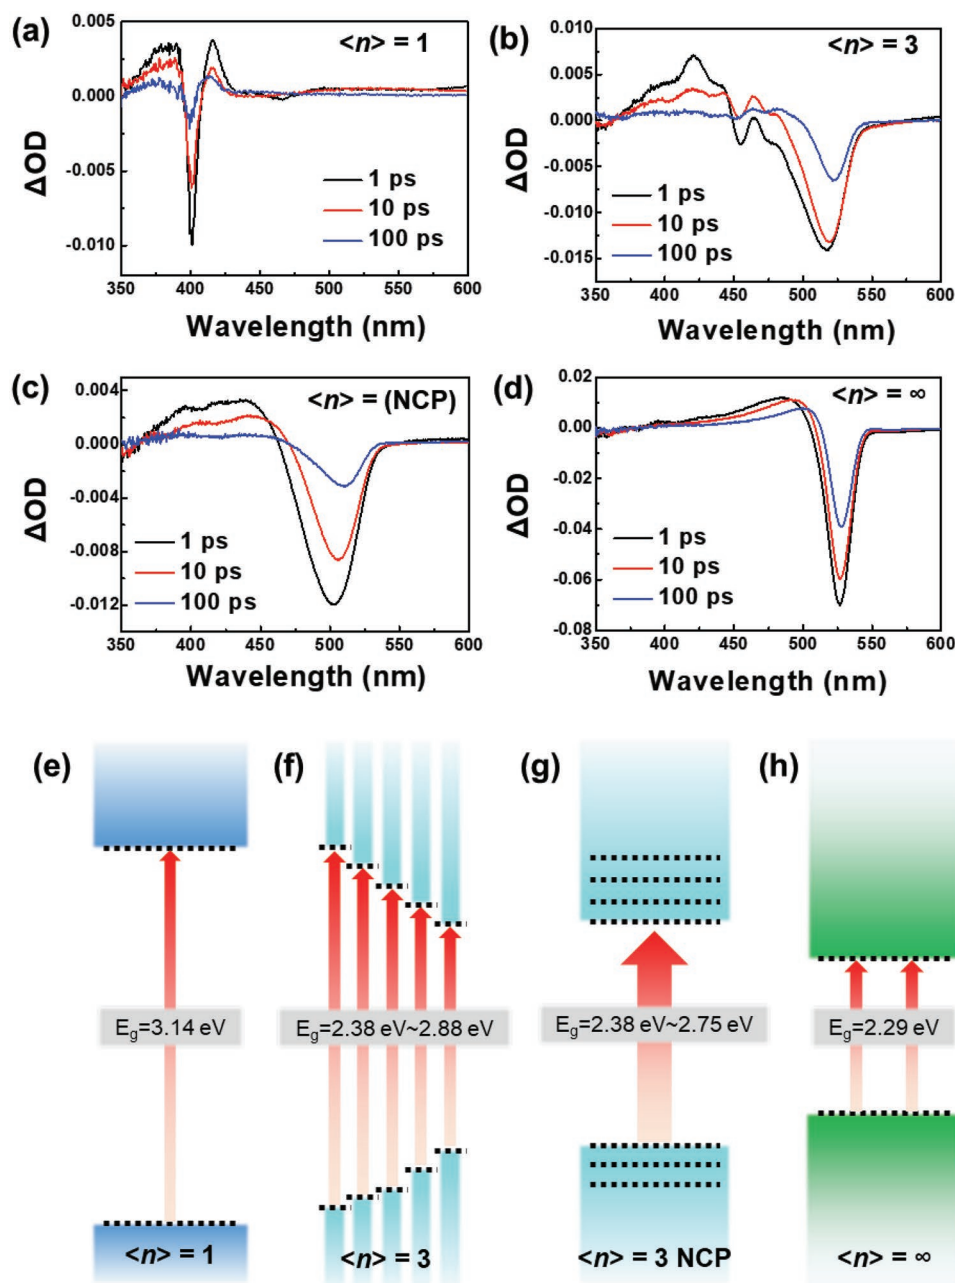 (a)
<n> = 1
0.005
0.000
-0.005
-0.010
ΔOD
1 ps
10 ps
100 ps
350 400 450 500 550 600
Wavelength (nm)
(b)
<n> = 3
0.010
0.005
0.000
-0.005
-0.010
-0.015
ΔOD
1 ps
10 ps
100 ps
350 400 450 500 550 600
Wavelength (nm)
(c)
<n> = (NCP)
0.004
0.000
-0.004
-0.008
-0.012
ΔOD
1 ps
10 ps
100 ps
350 400 450 500 550 600
Wavelength (nm)
(d)
<n> = ∞
0.02
0.00
-0.02
-0.04
-0.06
-0.08
ΔOD
1 ps
10 ps
100 ps
350 400 450 500 550 600
Wavelength (nm)
(e)
Eg=3.14 eV
<n> = 1
(f)
Eg=2.38 eV~2.88 eV
<n> = 3
(g)
Eg=2.38 eV~2.75 eV
<n> = 3 NCP
(h)
Eg=2.29 eV
<n> = ∞